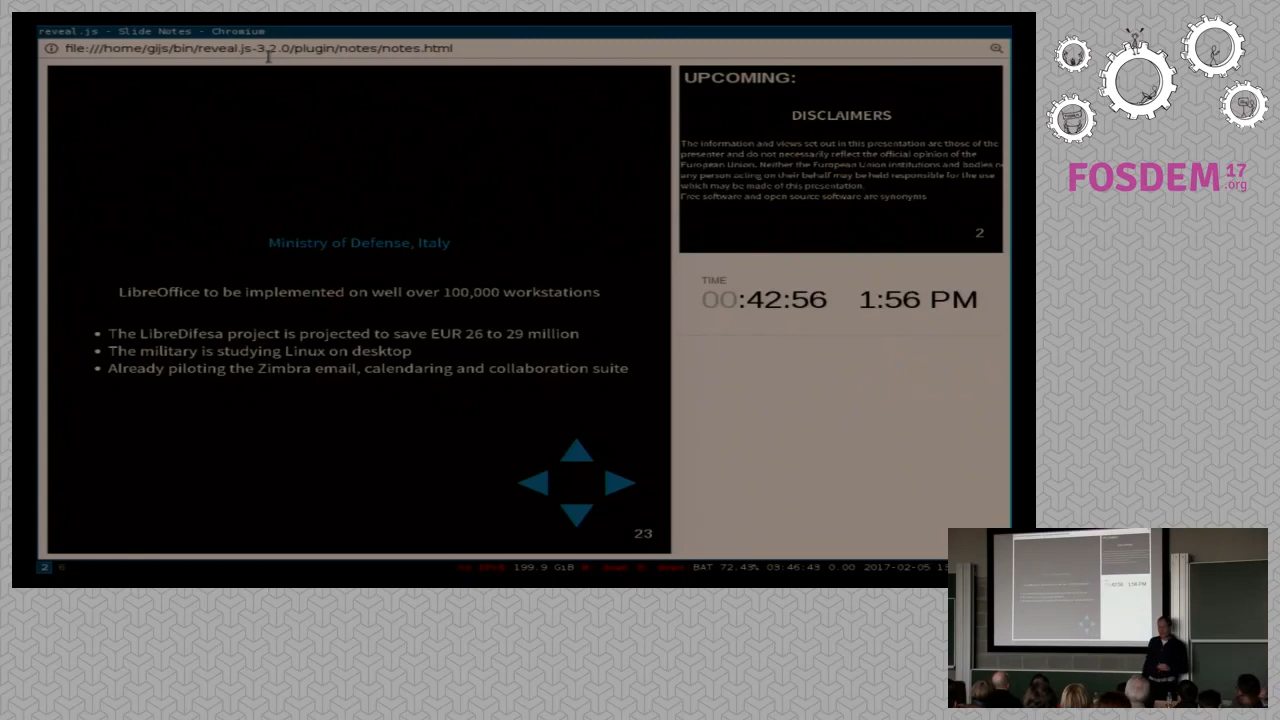 reveal.js - Slide Notes - Chromium
file:///home/gijs/bin/reveal.js-3.2.0/plugin/notes/notes.html
Ministry of Defense, Italy
LibreOffice to be implemented on well over 100,000 workstations
• The LibreDifesa project is projected to save EUR 26 to 29 million
• The military is studying Linux on desktop
• Already piloting the Zimbra email, calendaring and collaboration suite
23
UPCOMING:
DISCLAIMERS
The information and views set out in this presentation are those of the
presenter and do not necessarily reflect the official opinion of the
European Union. Neither the European Union institutions and bodies
any person acting on their behalf may be held responsible for the use
which may be made of this presentation.
Free software and open source software are synonyms
2
TIME
00:42:56 1:56 PM
2 6 no IPv6 199.9 GiB down down BAT 72.43% 03:46:43 0.00 2017-02-05
FOSDEM 17
.org